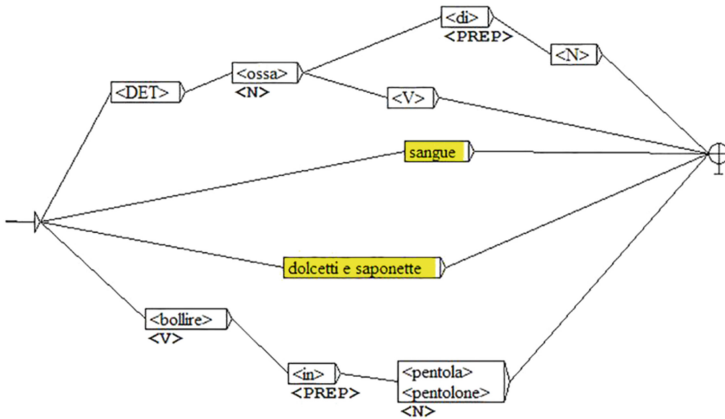 <di>
<PREP>
<N>
<ossa>
<N>
<DET>
<V>
sangue
dolcetti e saponette
<bollire>
<V>
<in>
<PREP>
<pentola>
<pentolone>
<N>